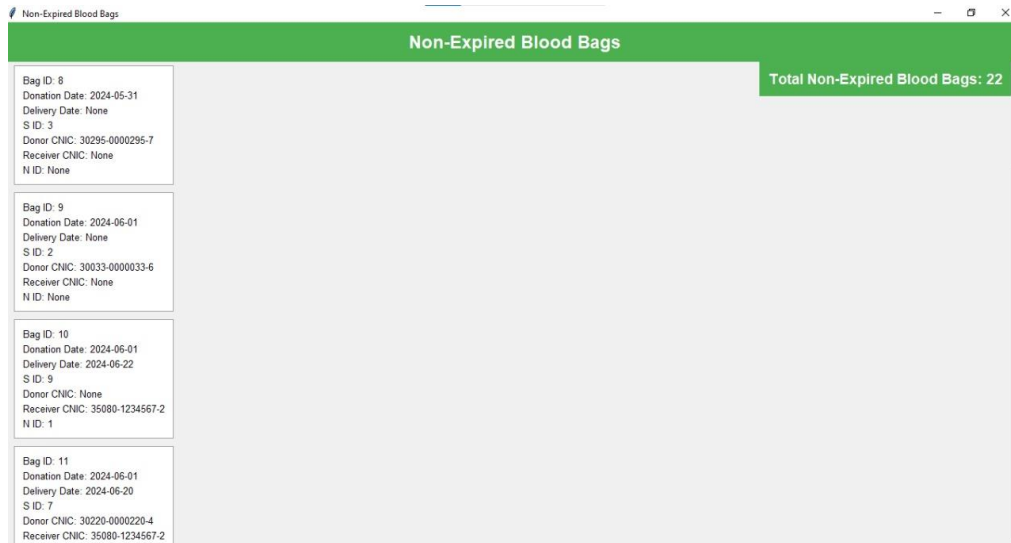 Non-Expired Blood Bags
Non-Expired Blood Bags
Total Non-Expired Blood Bags: 22
Bag ID: 8
Donation Date: 2024-05-31
Delivery Date: None
S ID: 3
Donor CNIC: 30295-0000295-7
Receiver CNIC: None
N ID: None
Bag ID: 9
Donation Date: 2024-06-01
Delivery Date: None
S ID: 2
Donor CNIC: 30033-0000033-6
Receiver CNIC: None
N ID: None
Bag ID: 10
Donation Date: 2024-06-01
Delivery Date: 2024-06-22
S ID: 9
Donor CNIC: None
Receiver CNIC: 35080-1234567-2
N ID: 1
Bag ID: 11
Donation Date: 2024-06-01
Delivery Date: 2024-06-20
S ID: 7
Donor CNIC: 30220-0000220-4
Receiver CNIC: 35080-1234567-2